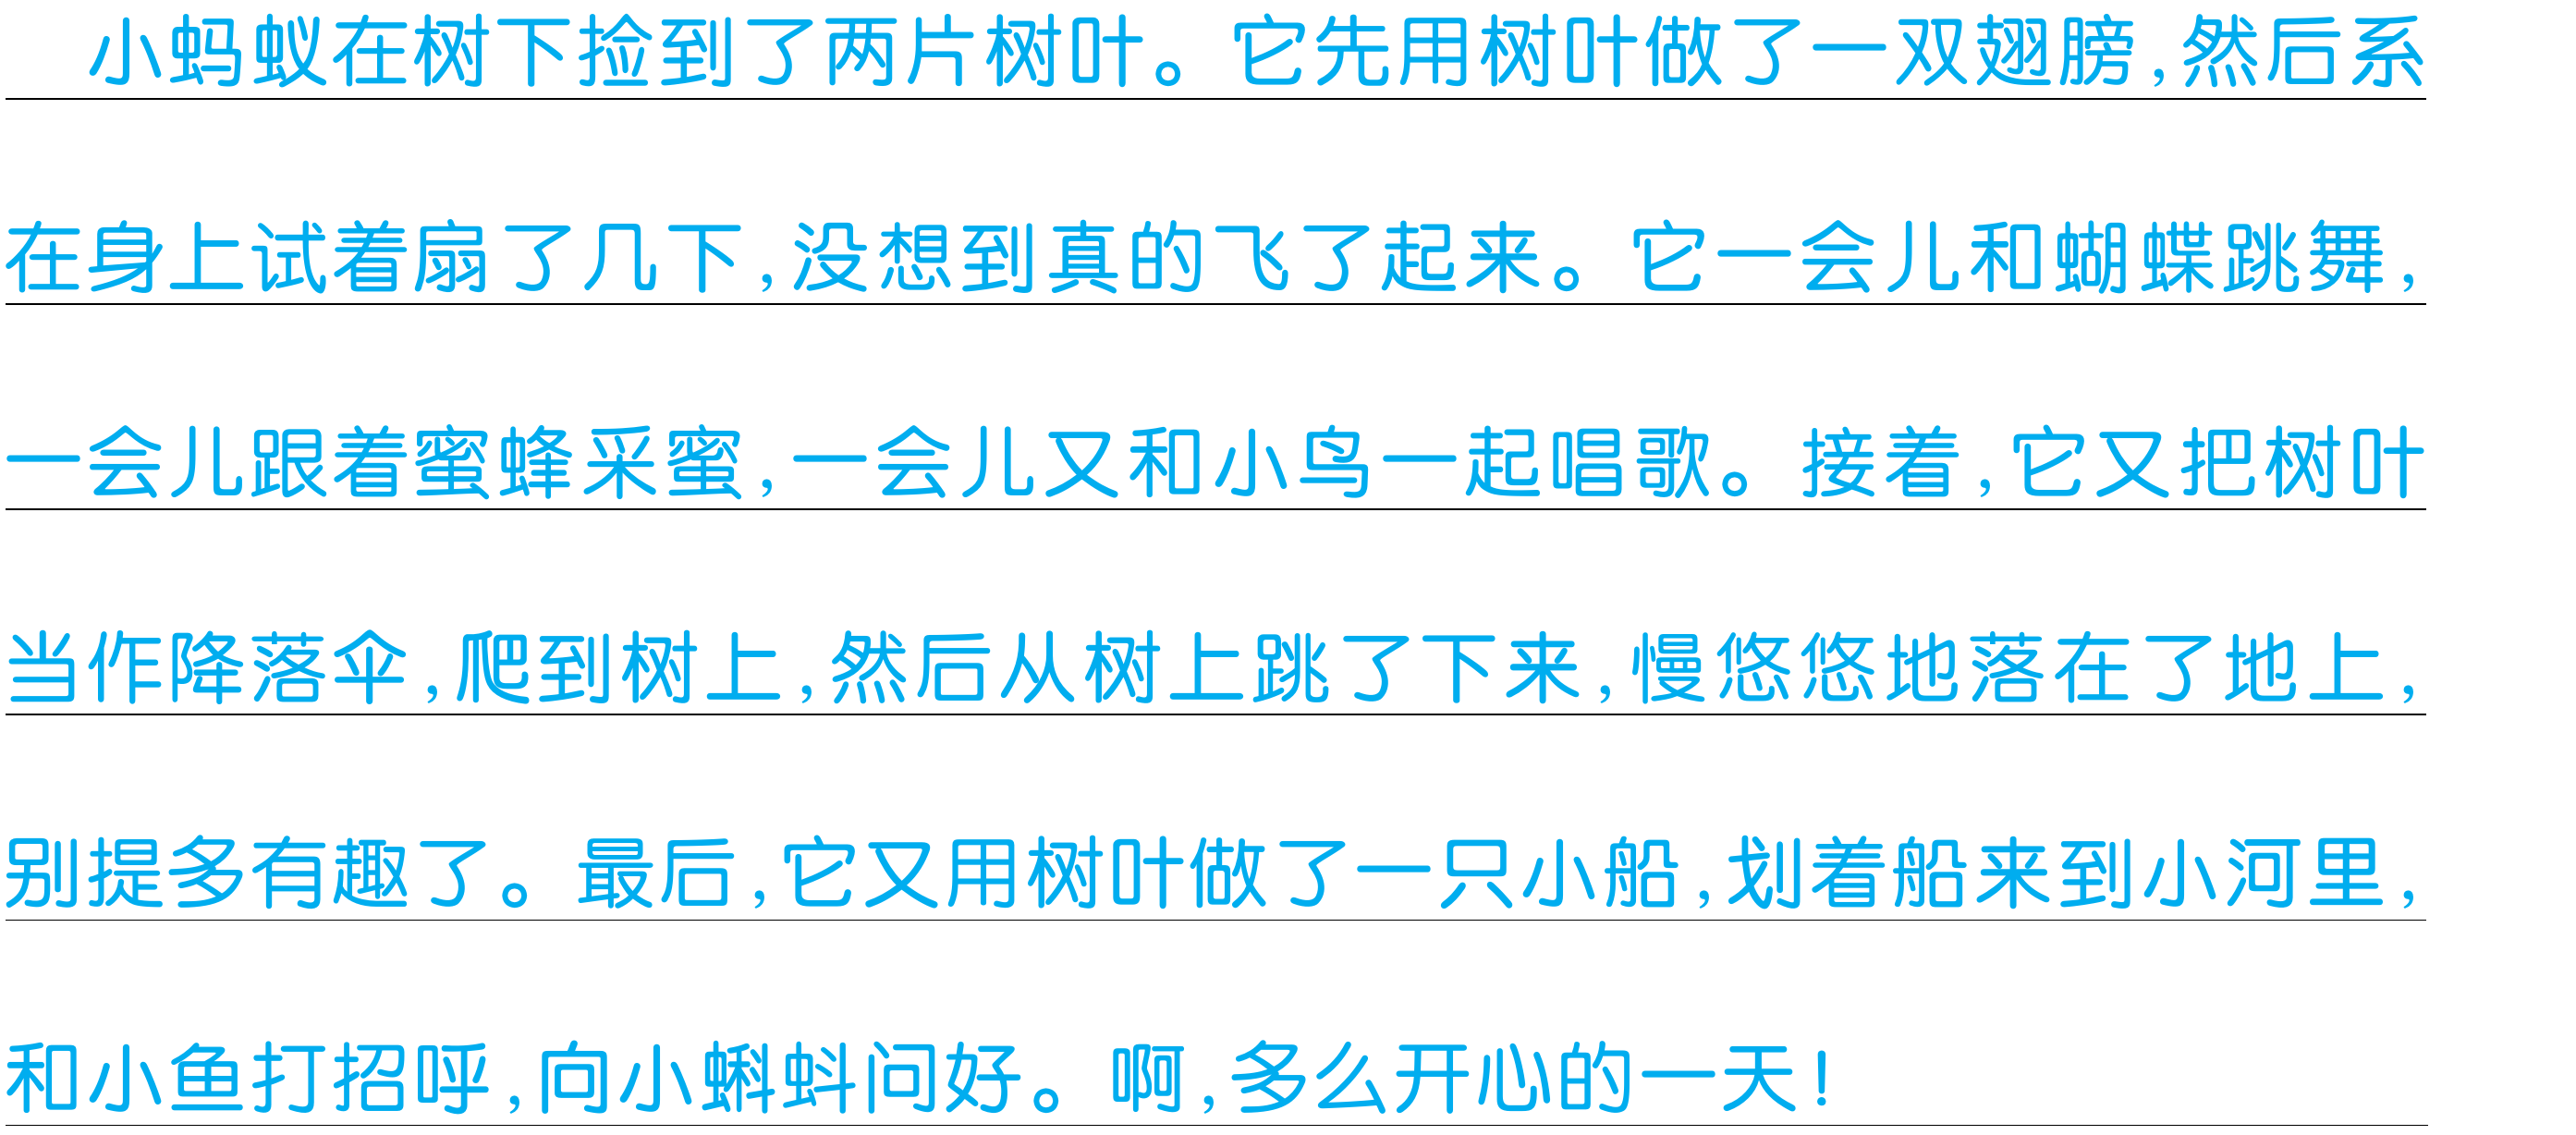 小蚂蚁在树下捡到了两片树叶。它先用树叶做了一双翅膀,然后系
在身上试着扇了几下,没想到真的飞了起来。它一会儿和蝴蝶跳舞,
一会儿跟着蜜蜂采蜜,一会儿又和小鸟一起唱歌。接着,它又把树叶
当作降落伞,爬到树上,然后从树上跳了下来,慢悠悠地落在了地上,
别提多有趣了。最后,它又用树叶做了一只小船,划着船来到小河里,
和小鱼打招呼,向小蝌蚪问好。啊,多么开心的一天!